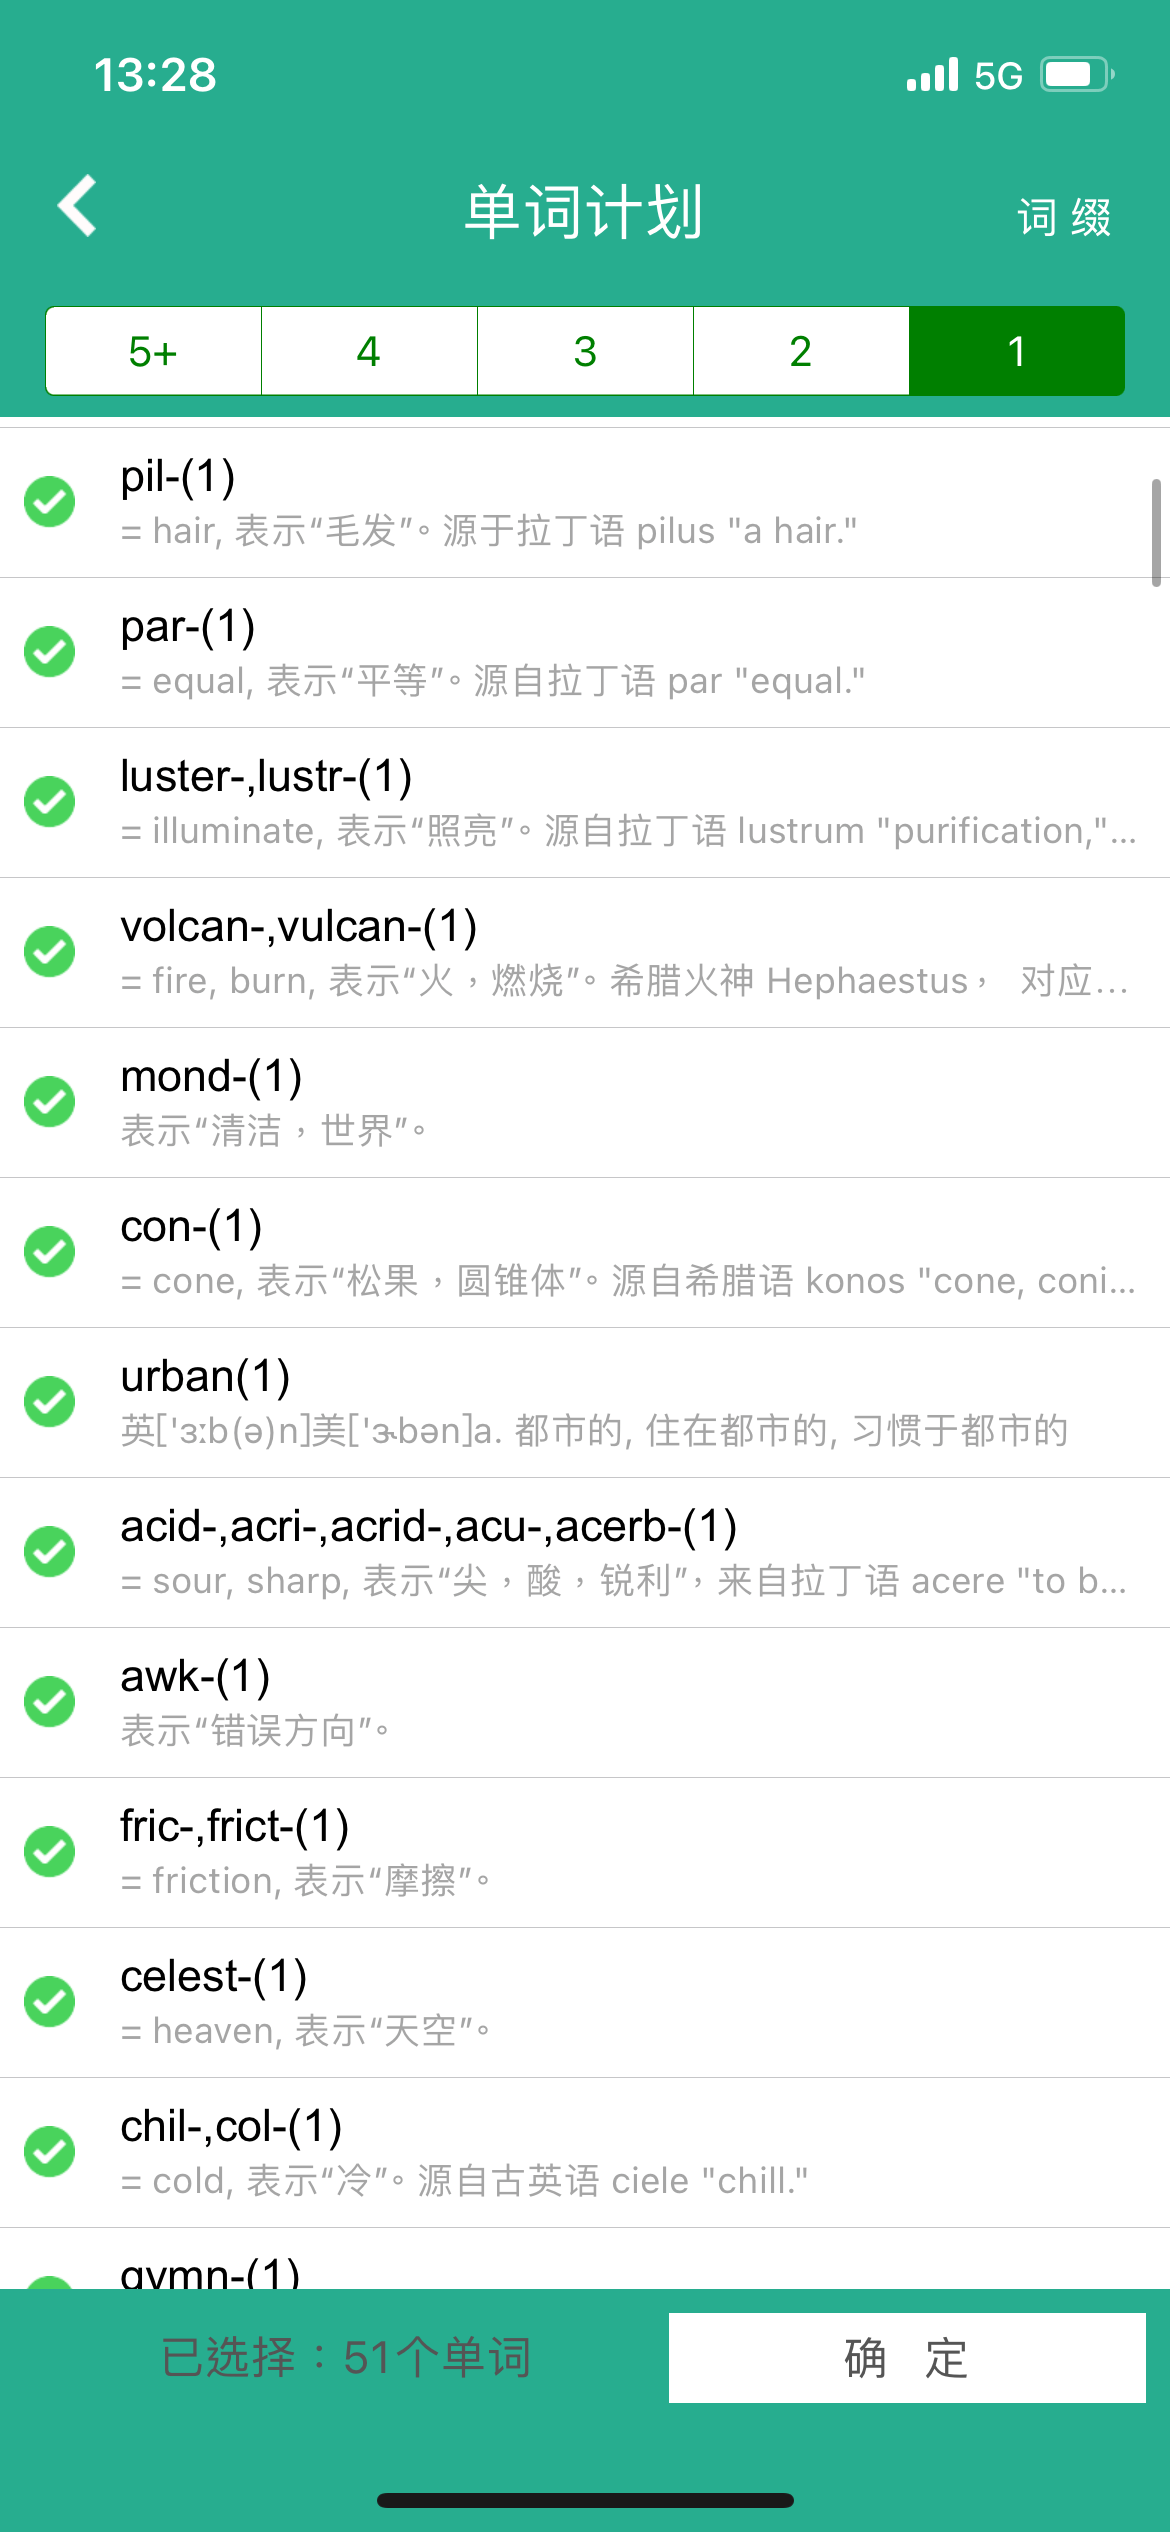 13:28
5G
单词计划
词 缀
5+ 4 3 2 1
pil-(1)
= hair, 表示“毛发”。源于拉丁语 pilus "a hair."
par-(1)
= equal, 表示“平等”。源自拉丁语 par "equal."
luster-,lustr-(1)
= illuminate, 表示“照亮”。源自拉丁语 lustrum "purification,"...
volcan-,vulcan-(1)
= fire, burn, 表示“火，燃烧”。希腊火神 Hephaestus， 对应...
mond-(1)
表示“清洁，世界”。
con-(1)
= cone, 表示“松果，圆锥体”。源自希腊语 konos "cone, coni...
urban(1)
英['ɜːb(ə)n]美['ɝbən]a. 都市的, 住在都市的, 习惯于都市的
acid-,acri-,acrid-,acu-,acerb-(1)
= sour, sharp, 表示“尖，酸，锐利”，来自拉丁语 acere "to b...
awk-(1)
表示“错误方向”。
fric-,frict-(1)
= friction, 表示“摩擦”。
celest-(1)
= heaven, 表示“天空”。
chil-,col-(1)
= cold, 表示“冷”。源自古英语 ciele "chill."
gymn-(1)
已选择：51个单词
确 定